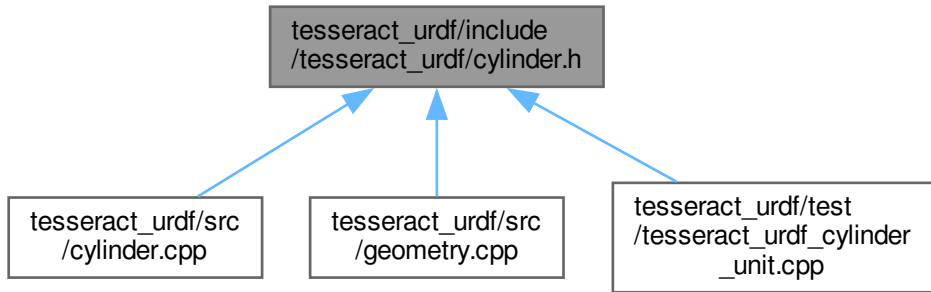 tesseract_urdf/include
/tesseract_urdf/cylinder.h
tesseract_urdf/src
/cylinder.cpp
tesseract_urdf/src
/geometry.cpp
tesseract_urdf/test
/tesseract_urdf_cylinder
_unit.cpp